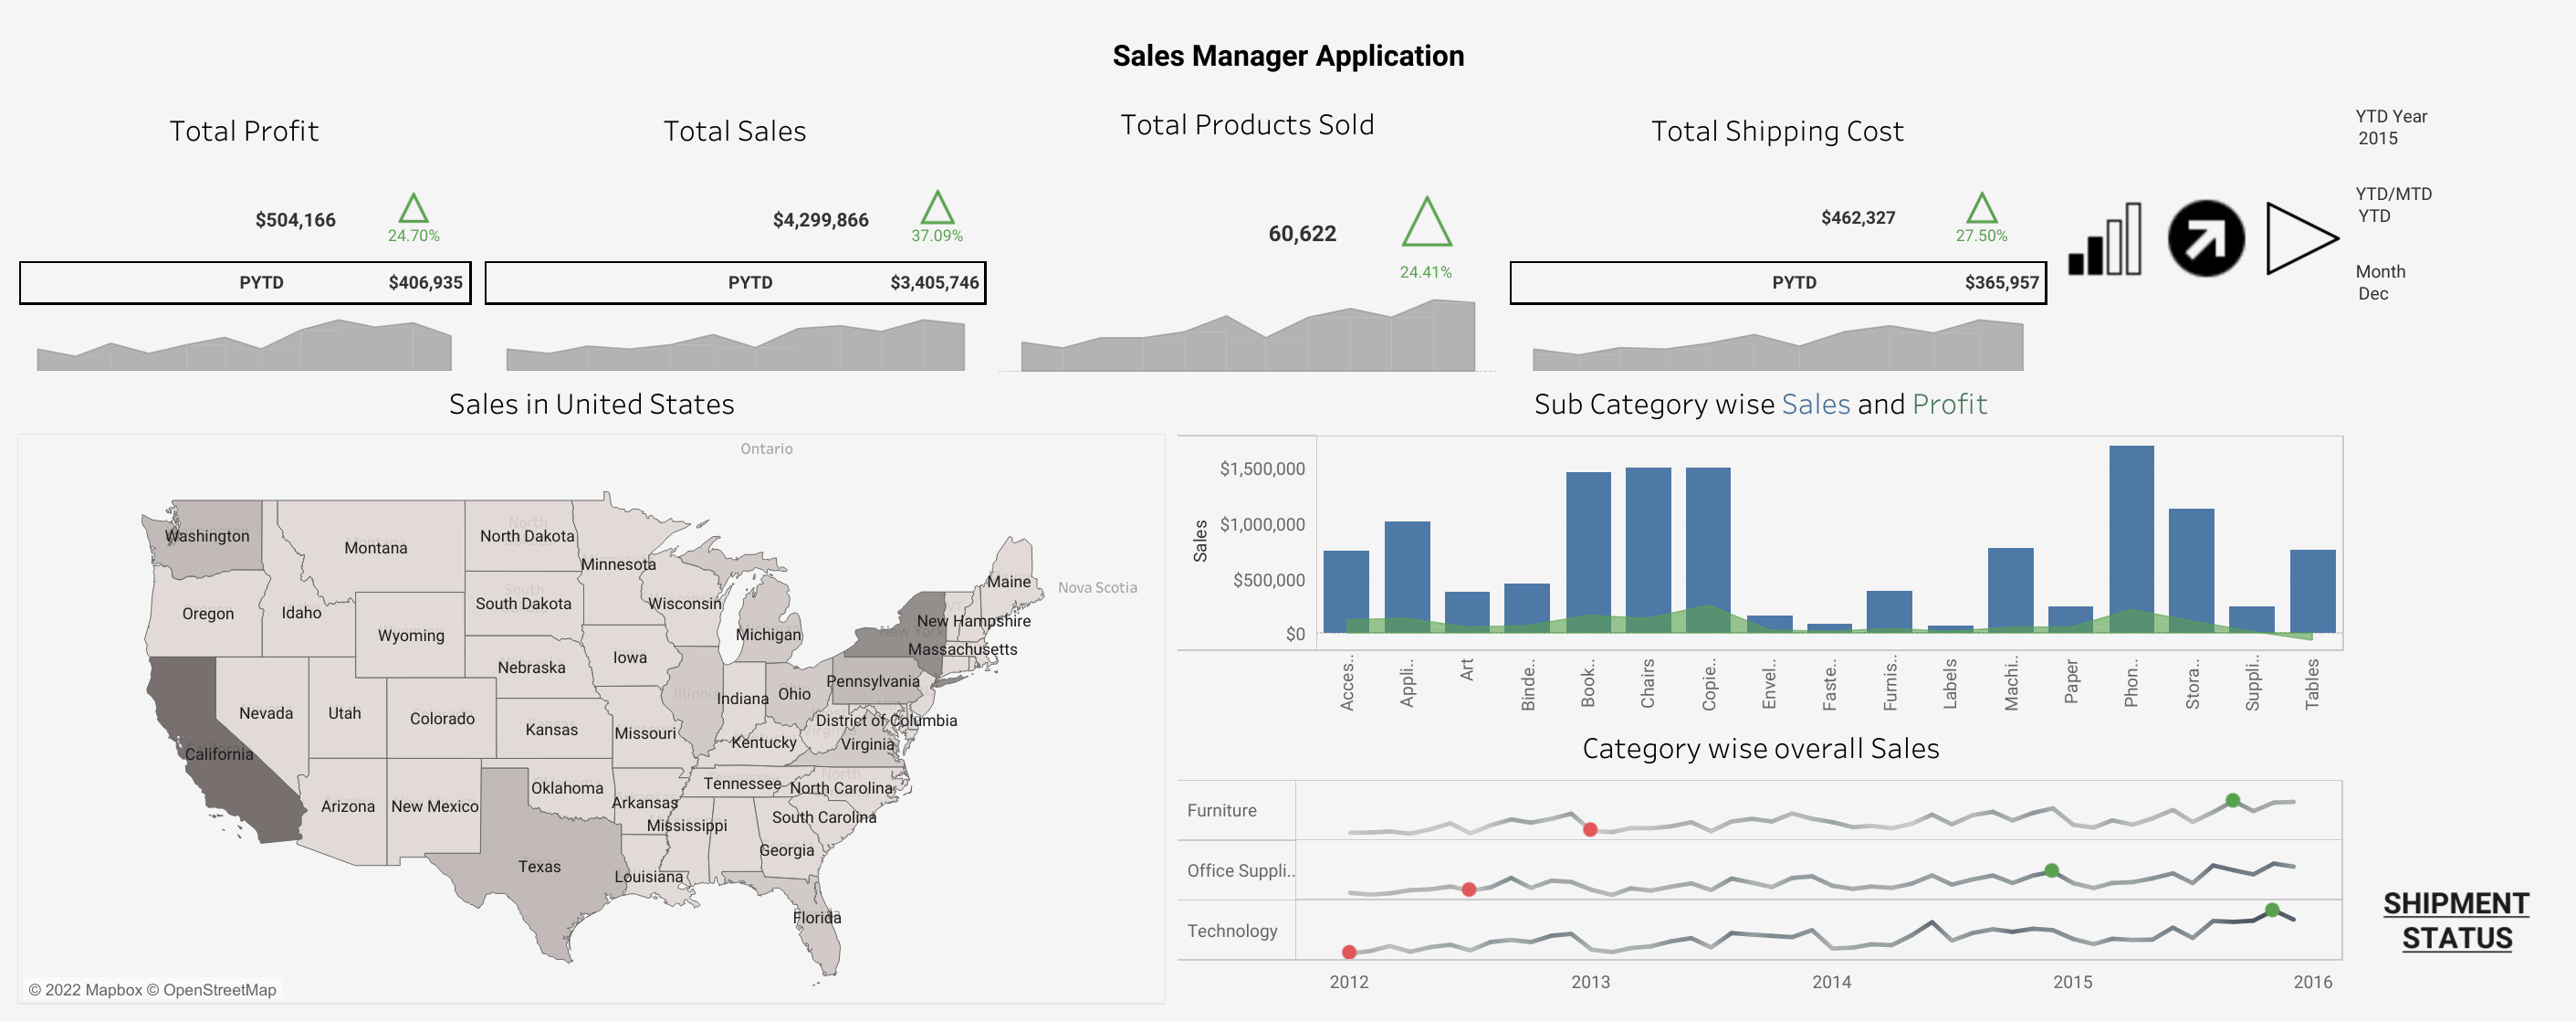 Sales Manager Application
Total Profit
Total Sales
Total Products Sold
Total Shipping Cost
YTD Year
2015
YTD/MTD
YTD
Month
Dec
$504,166
24.70%
PYTD $406,935
$4,299,866
37.09%
PYTD $3,405,746
60,622
24.41%
$462,327
27.50%
PYTD $365,957
Sales in United States
Ontario
Nova Scotia
Washington
Montana
North Dakota
Minnesota
Maine
Oregon
Idaho
South Dakota
Wisconsin
Wyoming
Michigan
New York
VT
New Hampshire
Massachusetts
Nebraska
Iowa
Pennsylvania
Illinois
Indiana
Ohio
Nevada
Utah
Colorado
District of Columbia
Kansas
Missouri
Kentucky
Virginia
California
Tennessee
North Carolina
Oklahoma
Arkansas
Arizona
New Mexico
South Carolina
Mississippi
Georgia
Texas
Louisiana
Florida
© 2022 Mapbox © OpenStreetMap
Sub Category wise Sales and Profit
Sales
$1,500,000
$1,000,000
$500,000
$0
Acces..
Appli..
Art
Binde..
Book..
Chairs
Copie..
Envel..
Faste..
Furnis..
Labels
Machi..
Paper
Phon..
Stora..
Suppli..
Tables
Category wise overall Sales
Furniture
Office Suppli..
Technology
2012 2013 2014 2015 2016
SHIPMENT
STATUS